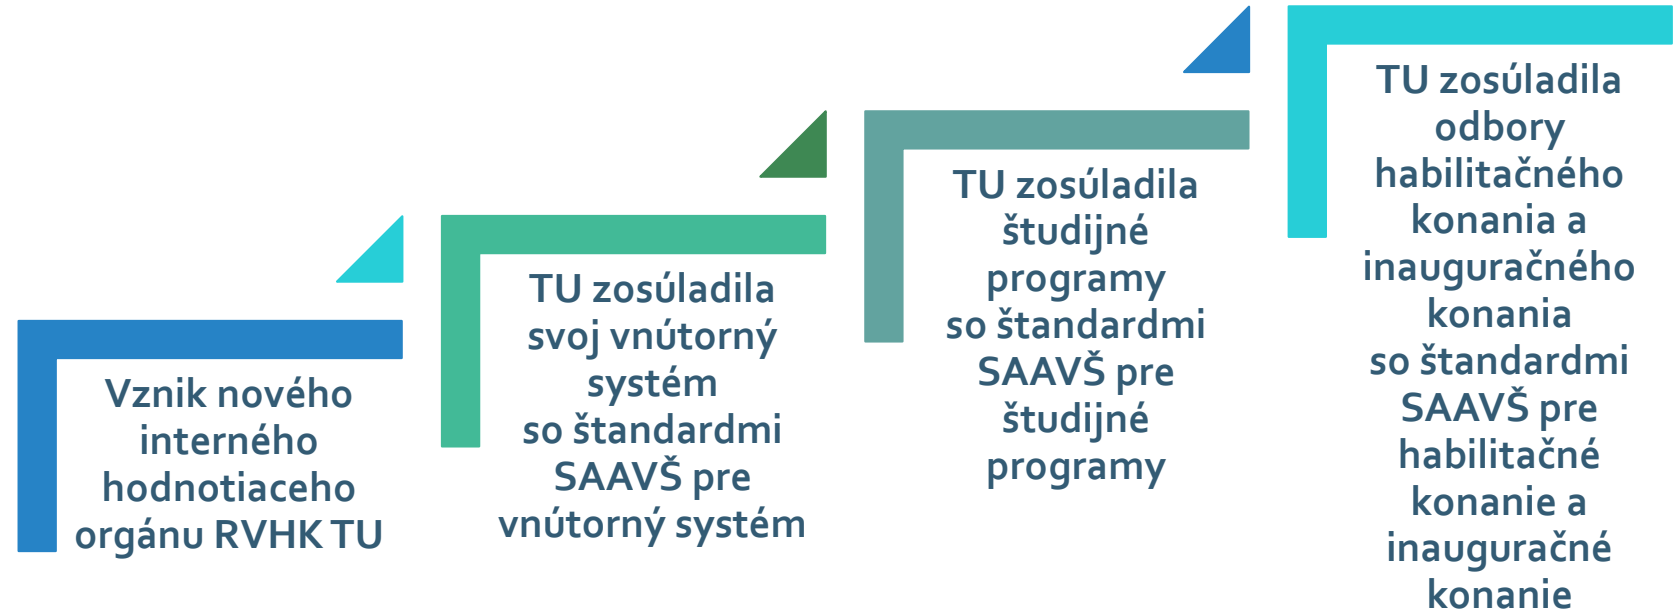 Vznik nového
interného
hodnotiaceho
orgánu RVHK TU
TU zosúladila
svoj vnútorný
systém
so štandardmi
SAAVŠ pre
vnútorný systém
TU zosúladila
študijné
programy
so štandardmi
SAAVŠ pre
študijné
programy
TU zosúladila
odbory
habilitačného
konania a
inauguračného
konania
so štandardmi
SAAVŠ pre
habilitačné
konanie a
inauguračné
konanie